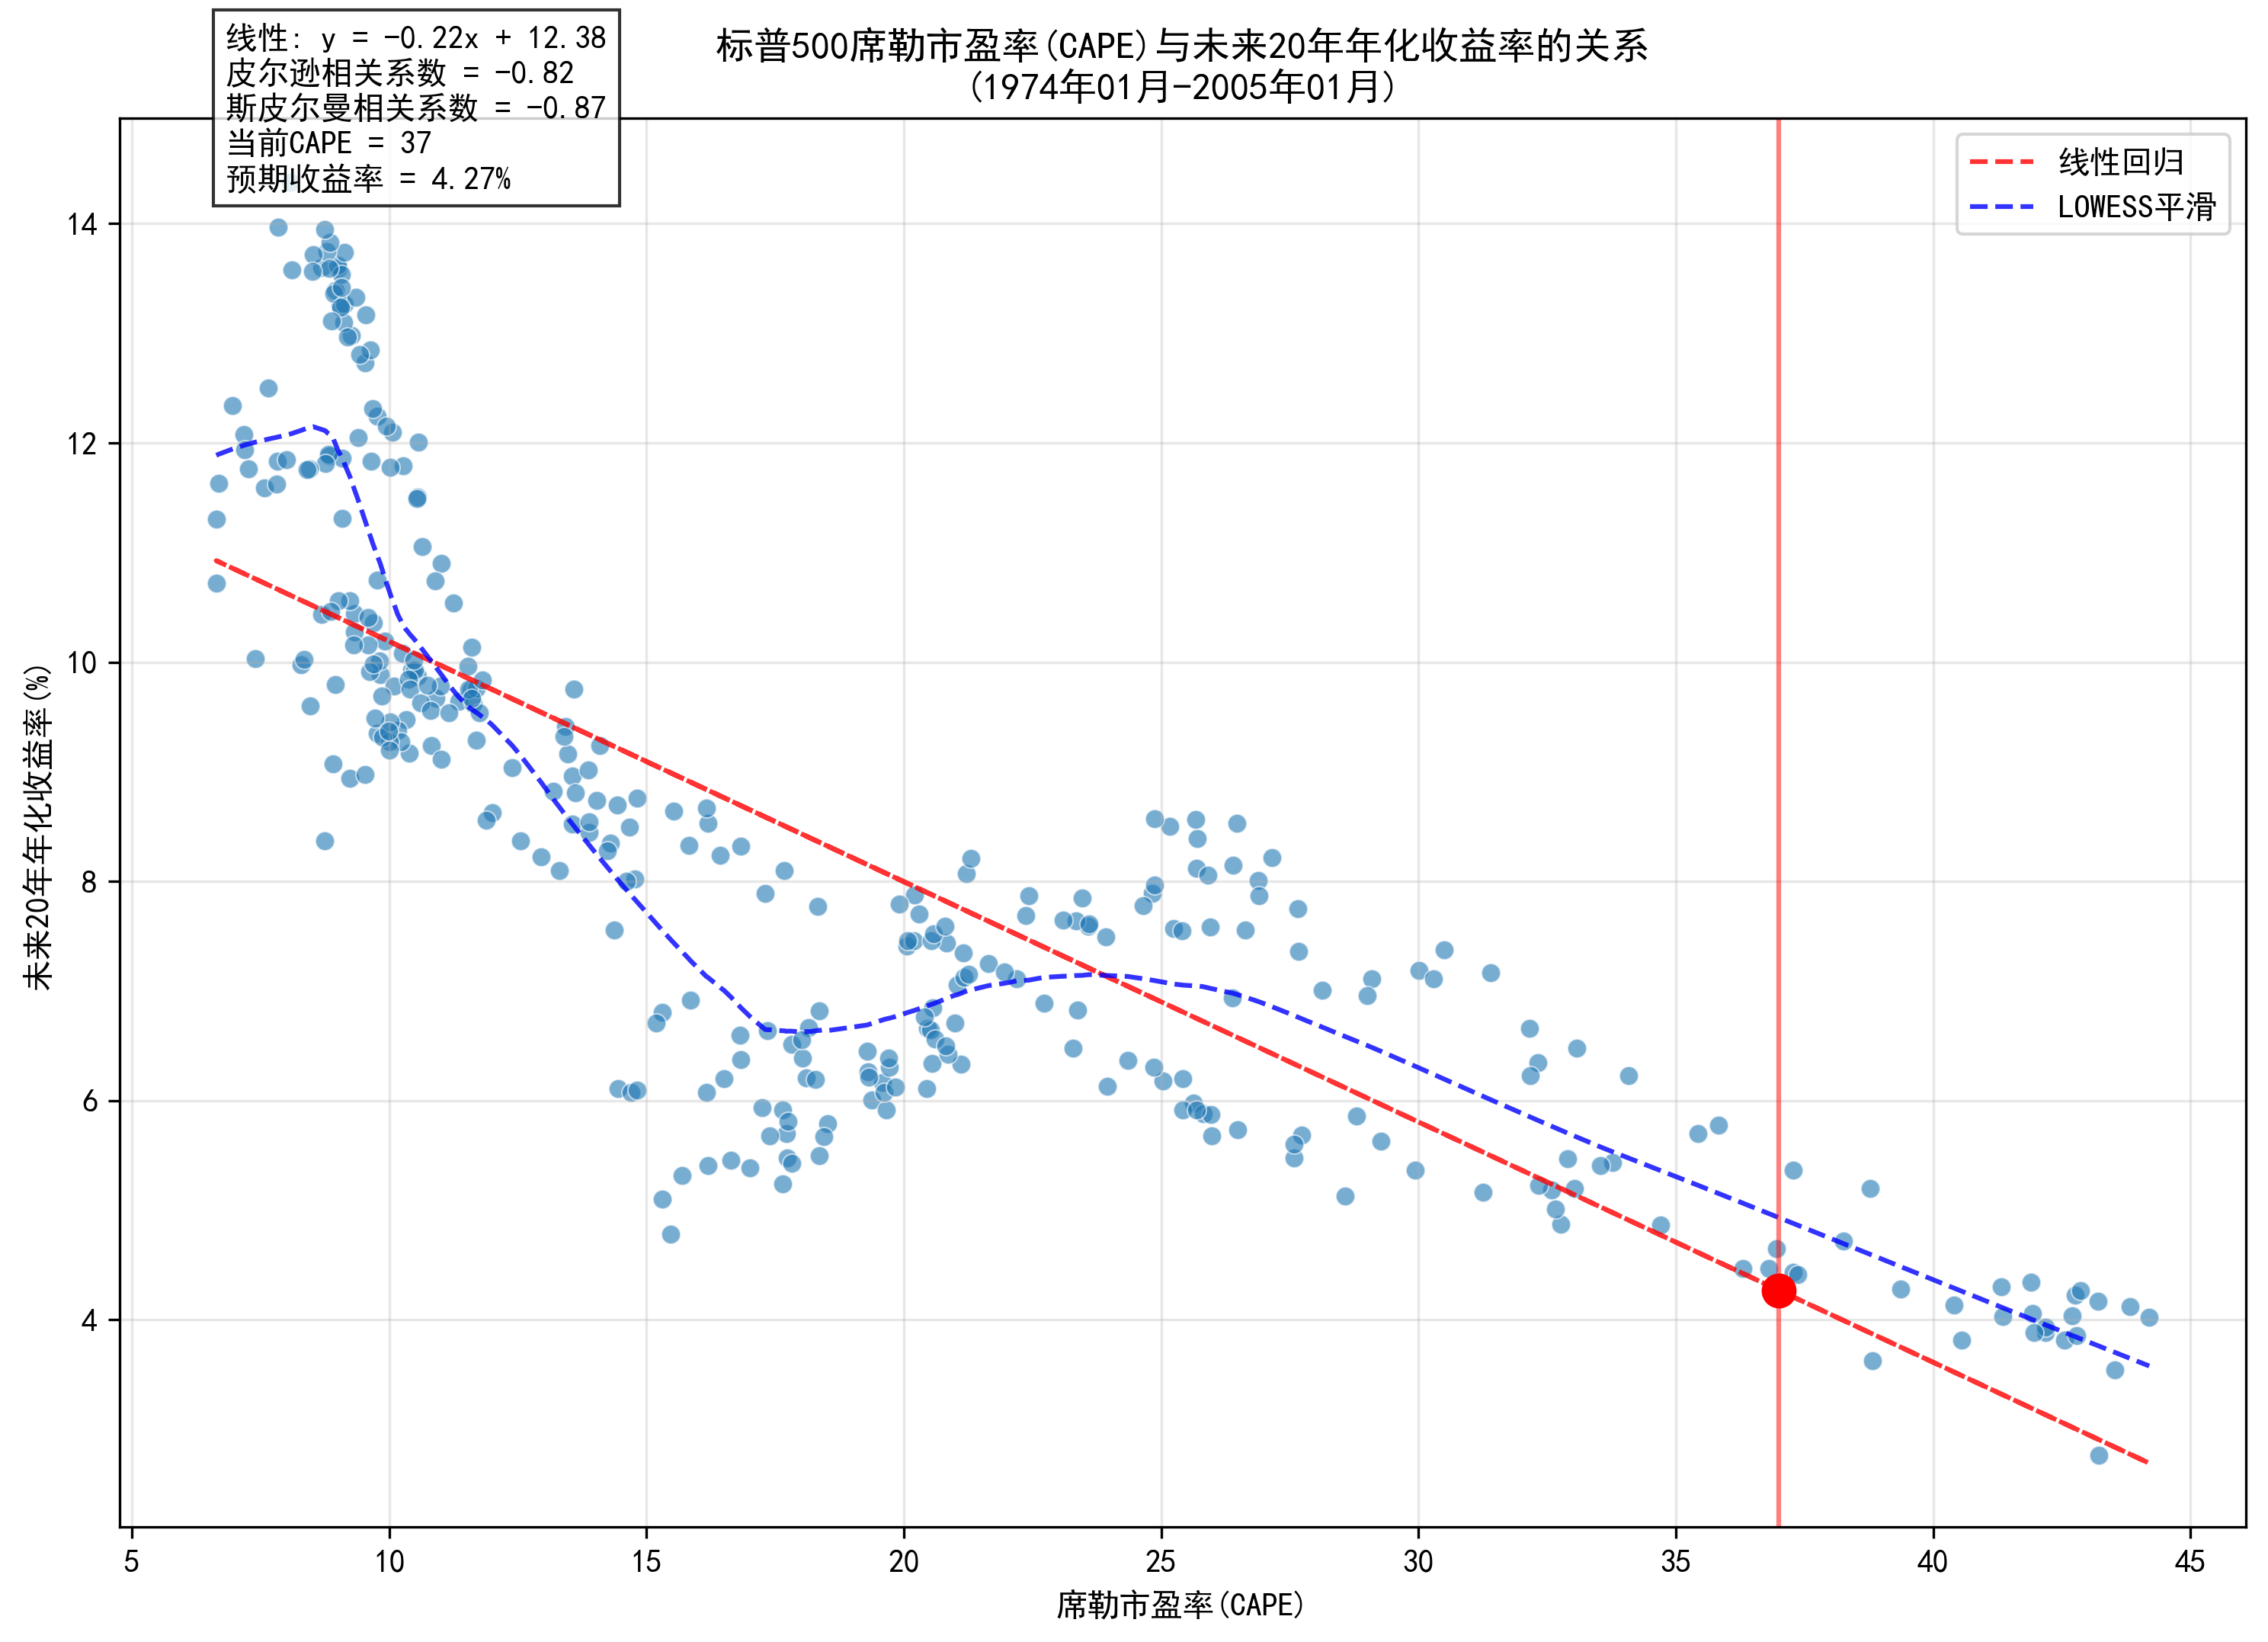 线性: y = -0.22x + 12.38
皮尔逊相关系数 = -0.82
斯皮尔曼相关系数 = -0.87
当前CAPE = 37
预期收益率 = 4.27%
标普500席勒市盈率(CAPE)与未来20年年化收益率的关系
(1974年01月-2005年01月)
线性回归
LOWESS平滑
未来20年年化收益率(%)
14
12
10
8
6
4
5
10
15
20
25
30
35
40
45
席勒市盈率(CAPE)